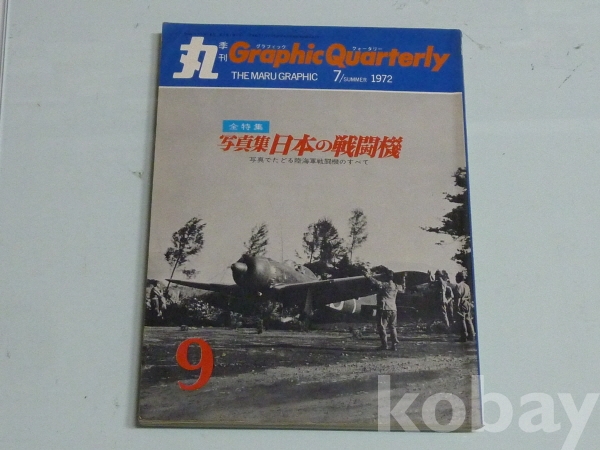 丸
季刊
グラフィック クォータリー
Graphic Quarterly
THE MARU GRAPHIC 7/SUMMER 1972
全特集
写真集 日本の戦闘機
写真でたどる陸海軍戦闘機のすべて
9
kobay